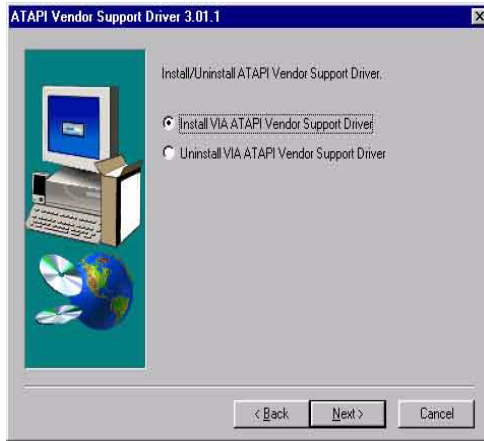 ATAPI Vendor Support Driver 3.01.1
Install/Uninstall ATAPI Vendor Support Driver.
Install VIA ATAPI Vendor Support Driver
Uninstall VIA ATAPI Vendor Support Driver
< Back
Next >
Cancel